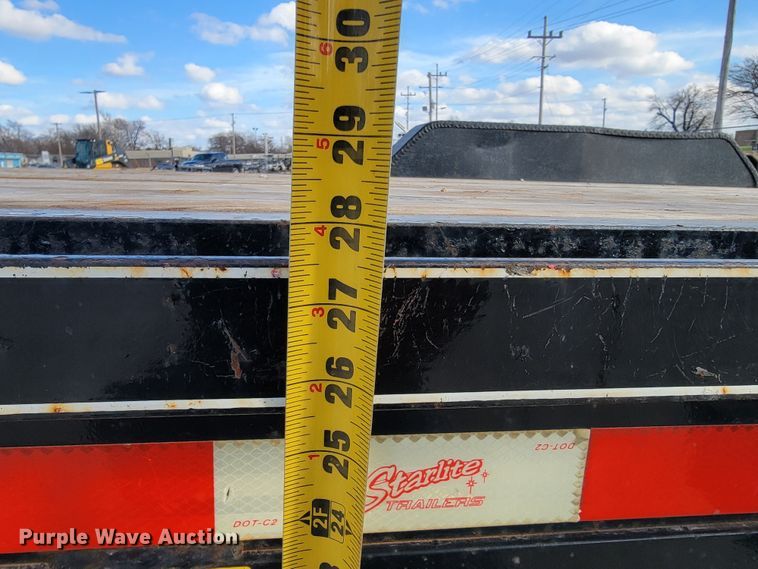 6 30
5 29
4 28
3 27
2 26
1 25
2F 24
Starlite
TRAILERS
DOT-C2
DOT-C2
Purple Wave Auction